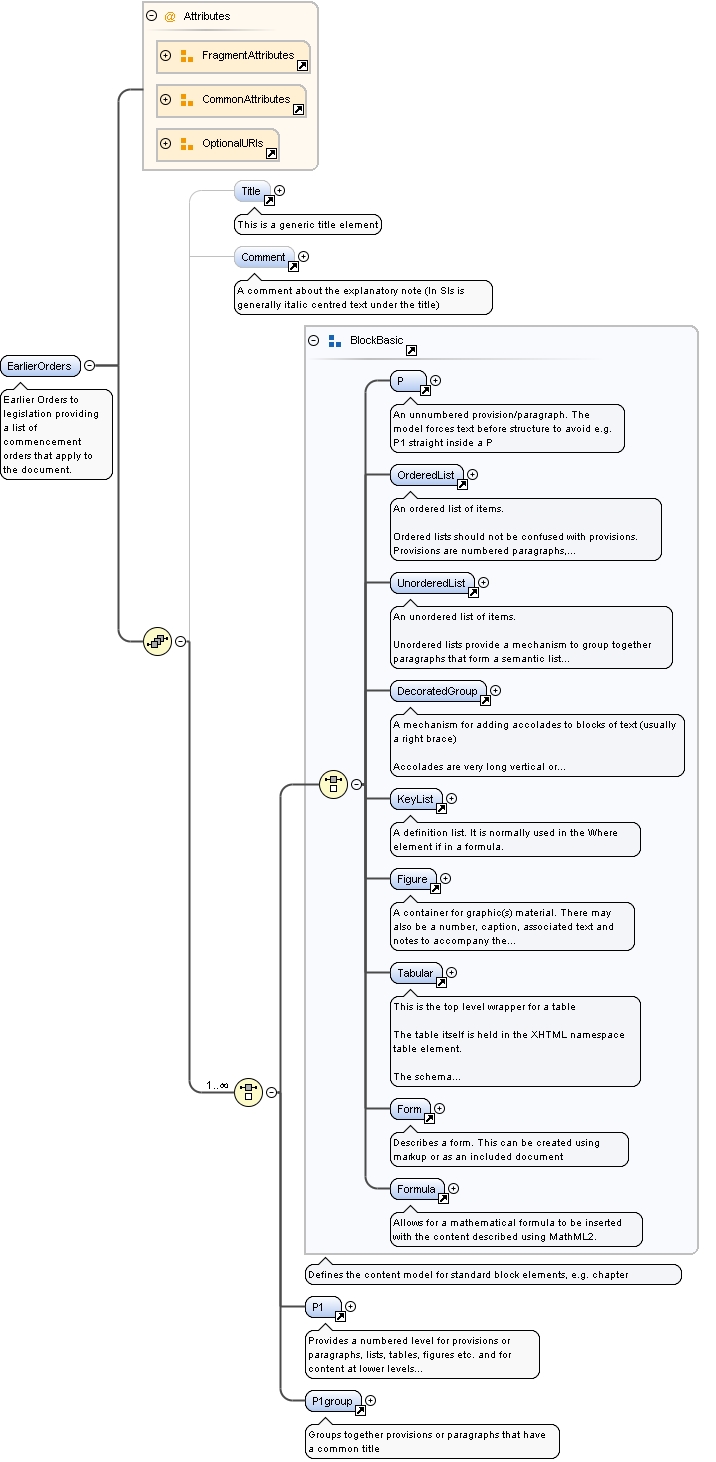 Attributes
FragmentAttributes
CommonAttributes
OptionalURIs
Title
This is a generic title element
Comment
A comment about the explanatory note (In SIs is
generally italic centred text under the title)
EarlierOrders
Earlier Orders to
legislation providing
a list of
commencement
orders that apply to
the document.
BlockBasic
P
An unnumbered provision/paragraph. The
model forces text before structure to avoid e.g.
P1 straight inside a P
OrderedList
An ordered list of items.
Ordered lists should not be confused with provisions.
Provisions are numbered paragraphs,...
UnorderedList
An unordered list of items.
Unordered lists provide a mechanism to group together
paragraphs that form a semantic list...
DecoratedGroup
A mechanism for adding accolades to blocks of text (usually
a right brace)
Accolades are very long vertical or...
KeyList
A definition list. It is normally used in the Where
element if in a formula.
Figure
A container for graphic(s) material. There may
also be a number, caption, associated text and
notes to accompany the...
Tabular
This is the top level wrapper for a table
The table itself is held in the XHTML namespace
table element.
The schema...
1..∞
Form
Describes a form. This can be created using
markup or as an included document
Formula
Allows for a mathematical formula to be inserted
with the content described using MathML2.
Defines the content model for standard block elements, e.g. chapter
P1
Provides a numbered level for provisions or
paragraphs, lists, tables, figures etc. and for
content at lower levels...
P1group
Groups together provisions or paragraphs that have
a common title